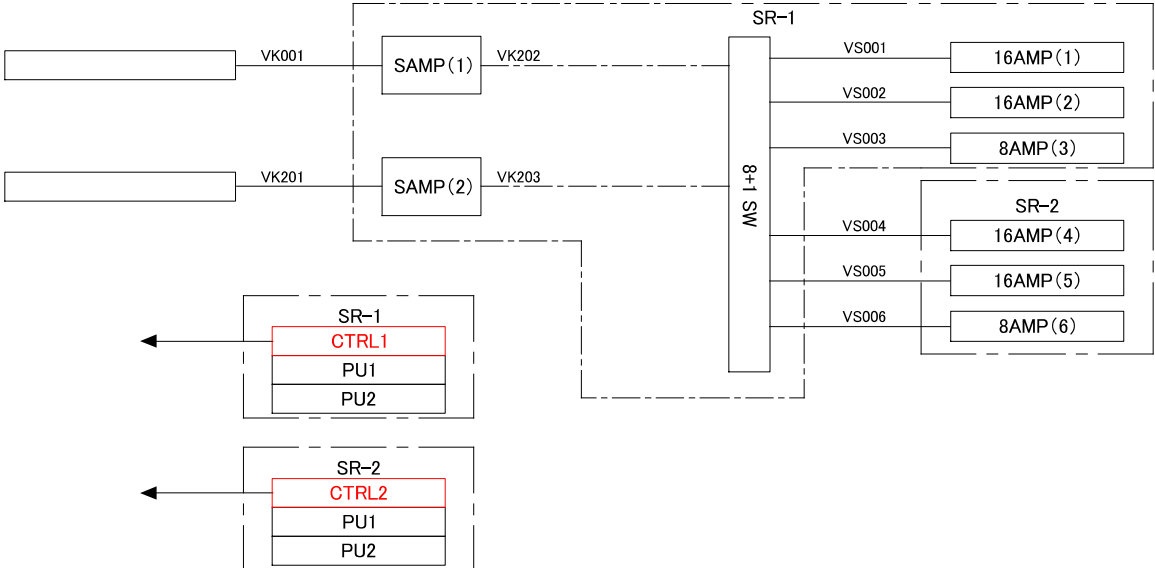 SR-1
VK001
SAMP(1)
VK202
VS001
16AMP(1)
VS002
16AMP(2)
VS003
8AMP(3)
VK201
SAMP(2)
VK203
8+1 SW
SR-2
VS004
16AMP(4)
VS005
16AMP(5)
VS006
8AMP(6)
SR-1
CTRL1
PU1
PU2
SR-2
CTRL2
PU1
PU2